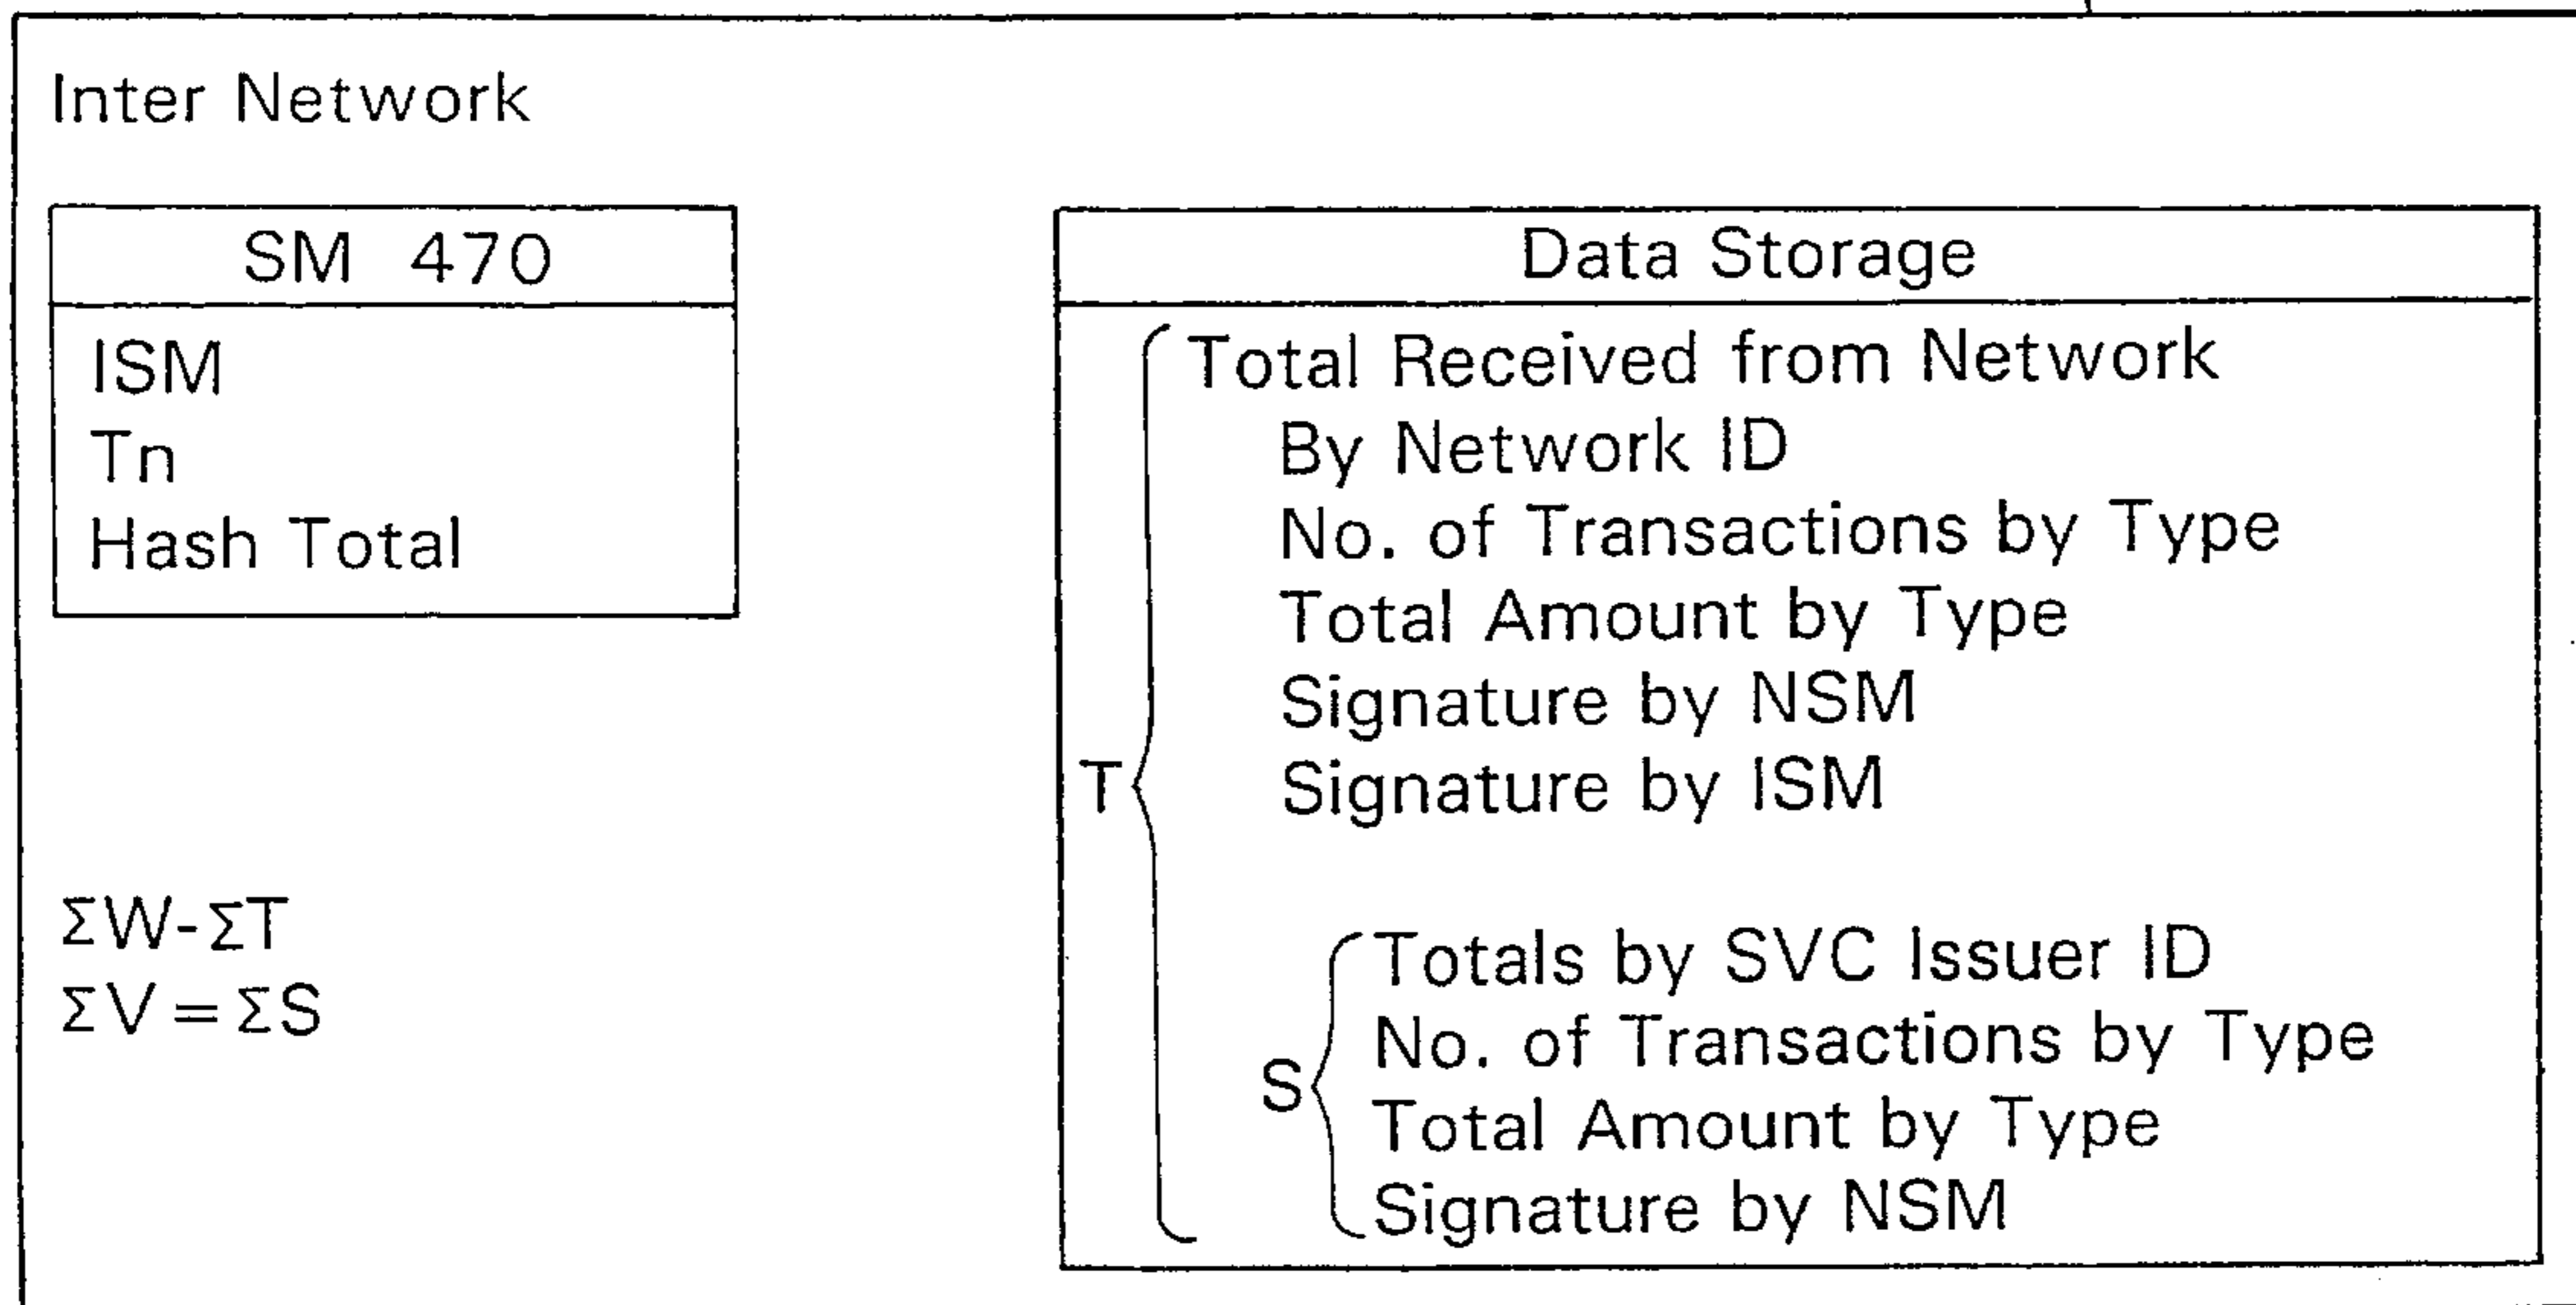 Inter Network
SM 470
ISM
Tn
Hash Total
ΣW-ΣT
ΣV=ΣS
Data Storage
Total Received from Network
By Network ID
No. of Transactions by Type
Total Amount by Type
Signature by NSM
Signature by ISM
T
Totals by SVC Issuer ID
No. of Transactions by Type
S
Total Amount by Type
Signature by NSM